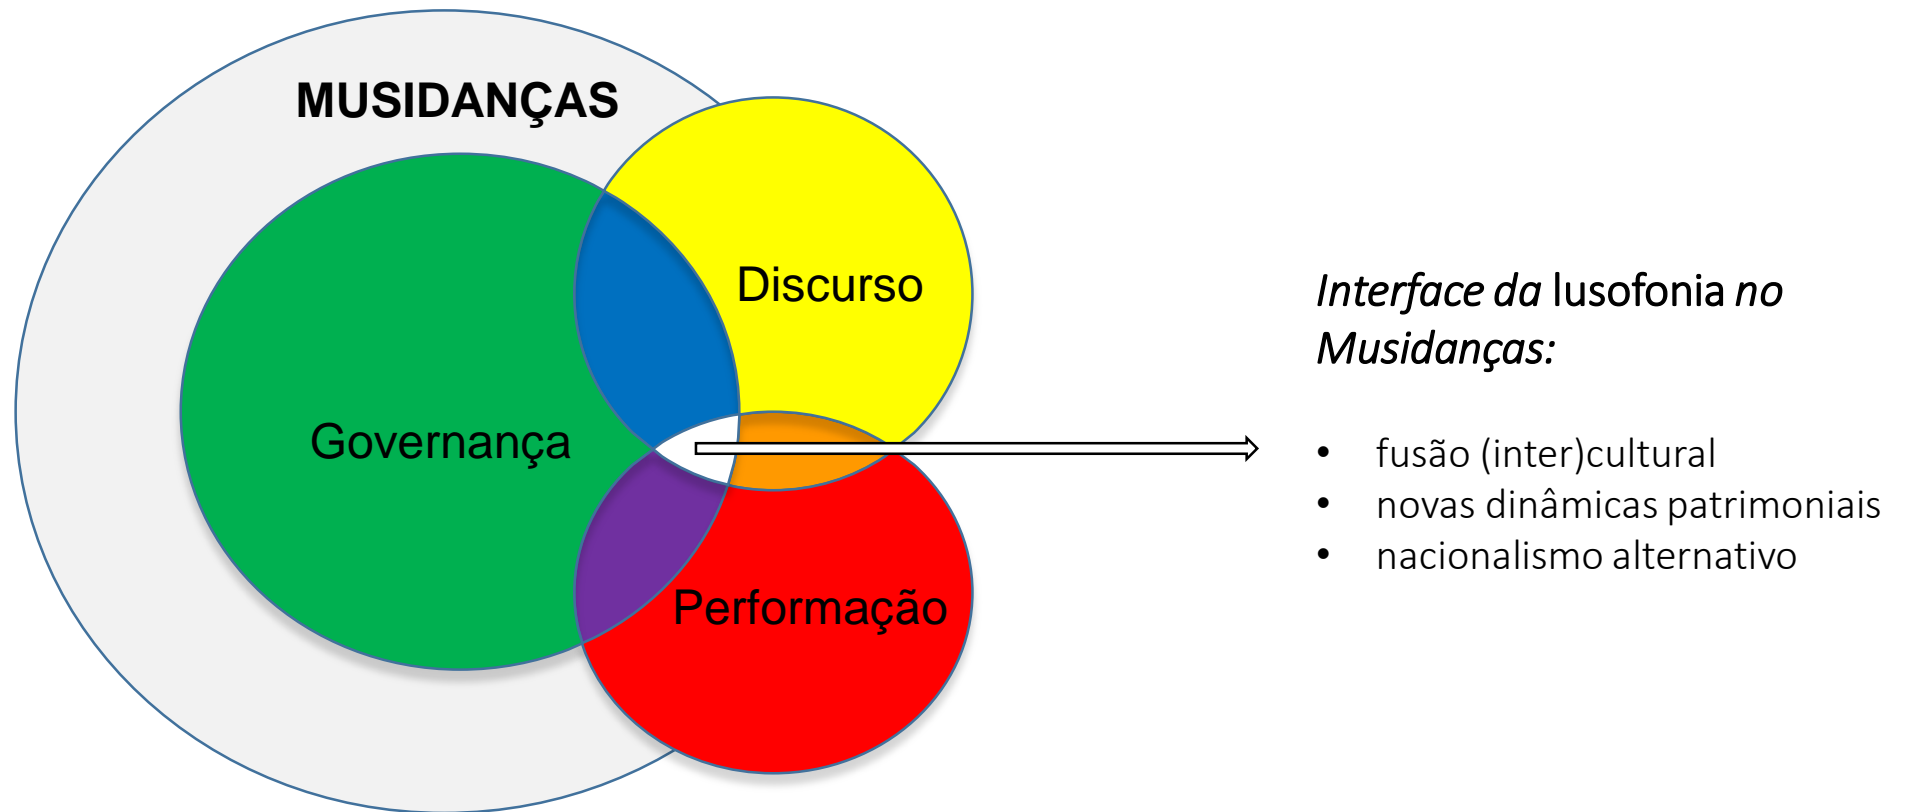 MUSIDANÇAS
Discurso
Governança
Performação
Interface da lusofonia no
Musidanças:
• fusão (inter)cultural
• novas dinâmicas patrimoniais
• nacionalismo alternativo